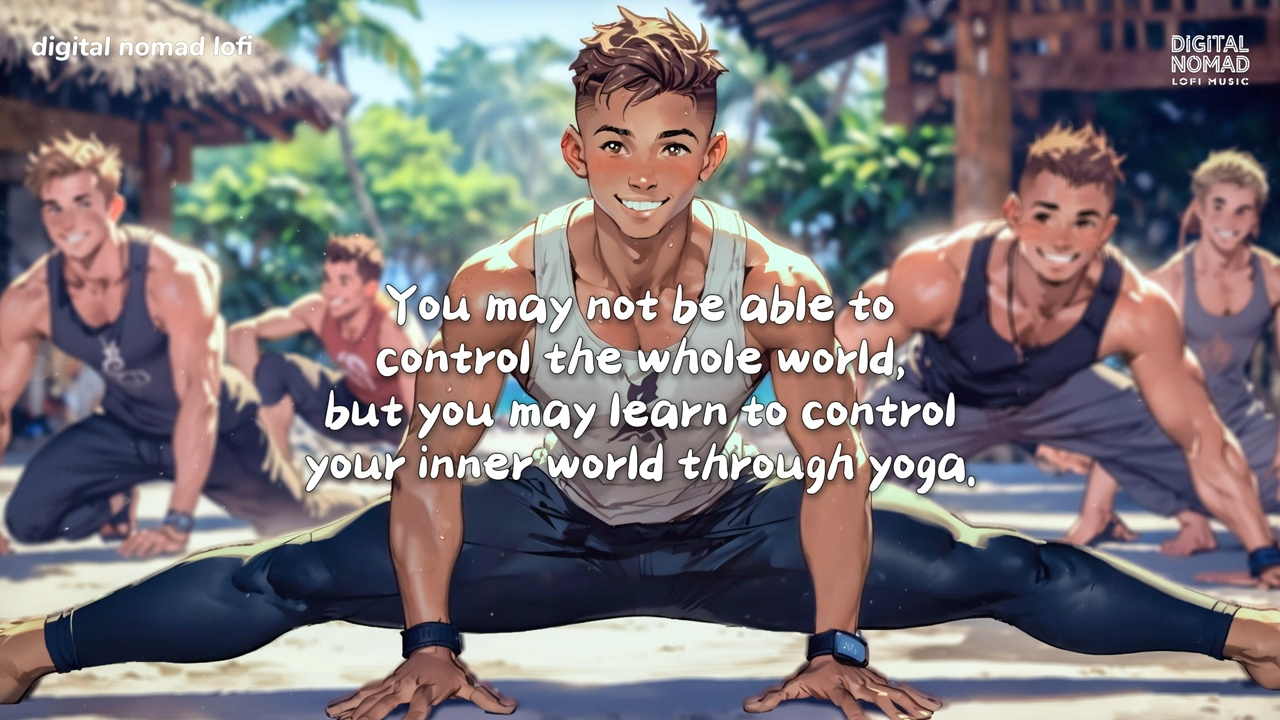 digital nomad lofi
DIGITAL
NOMAD
LOFI MUSIC
You may not be able to
control the whole world,
but you may learn to control
your inner world through yoga.